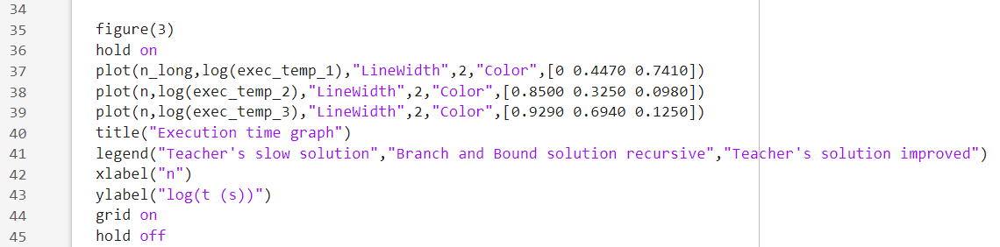 34
35 figure(3)
36 hold on
37 plot(n_long,log(exec_temp_1),"LineWidth",2,"Color",[0 0.4470 0.7410])
38 plot(n,log(exec_temp_2),"LineWidth",2,"Color",[0.8500 0.3250 0.0980])
39 plot(n,log(exec_temp_3),"LineWidth",2,"Color",[0.9290 0.6940 0.1250])
40 title("Execution time graph")
41 legend("Teacher's slow solution","Branch and Bound solution recursive","Teacher's solution improved")
42 xlabel("n")
43 ylabel("log(t (s))")
44 grid on
45 hold off